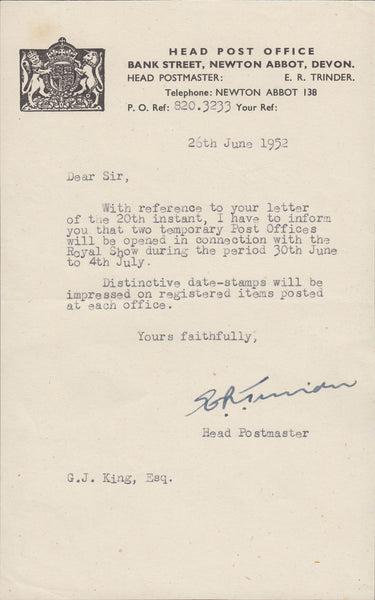 HEAD POST OFFICE
BANK STREET, NEWTON ABBOT, DEVON.
HEAD POSTMASTER: E. R. TRINDER.
Telephone: NEWTON ABBOT 138
P. O. Ref: 820.3233 Your Ref:
26th June 1952
Dear Sir,
With reference to your letter
of the 20th instant, I have to inform
you that two temporary Post Offices
will be opened in connection with the
Royal Show during the period 30th June
to 4th July.
Distinctive date-stamps will be
impressed on registered items posted
at each office.
Yours faithfully,
E R Trinder
Head Postmaster
G.J. King, Esq.